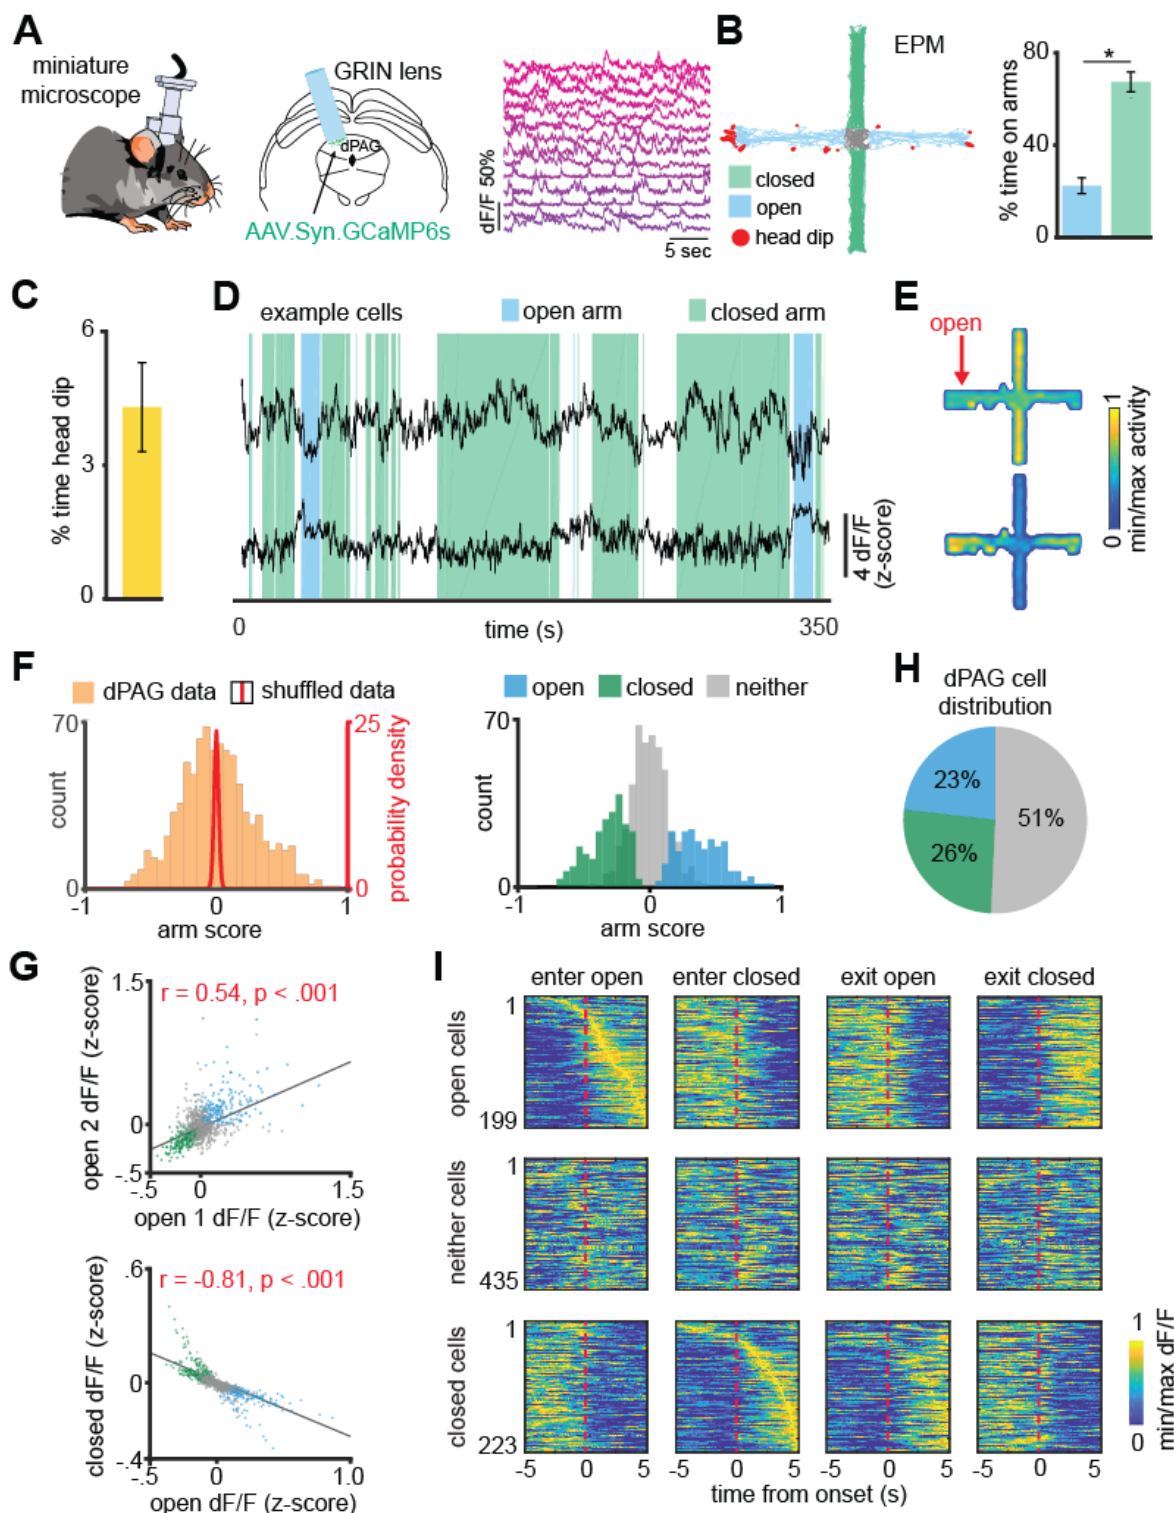 A
miniature
microscope
GRIN lens
dPAG
AAV.Syn.GCaMP6s
dF/F 50%
5 sec
B
EPM
closed
open
head dip
% time on arms
80
40
0
*
C
% time head dip
6
3
0
D
example cells
open arm
closed arm
4 dF/F
(z-score)
0
time (s)
350
E
open
1
0
min/max activity
F
dPAG data
shuffled data
70
0
count
25
0
probability density
-1
0
1
arm score
open
closed
neither
70
0
count
-1
0
1
arm score
H
dPAG cell
distribution
23%
51%
26%
G
r = 0.54, p < .001
open 2 dF/F (z-score)
1.5
0
-.5
-.5
0
1.5
open 1 dF/F (z-score)
r = -0.81, p < .001
closed dF/F (z-score)
.6
0
-.4
-.5
0
1.0
open dF/F (z-score)
I
enter open
enter closed
exit open
exit closed
open cells
1
199
neither cells
1
435
closed cells
1
223
-5 0 5
-5 0 5
-5 0 5
-5 0 5
time from onset (s)
1
0
min/max dF/F